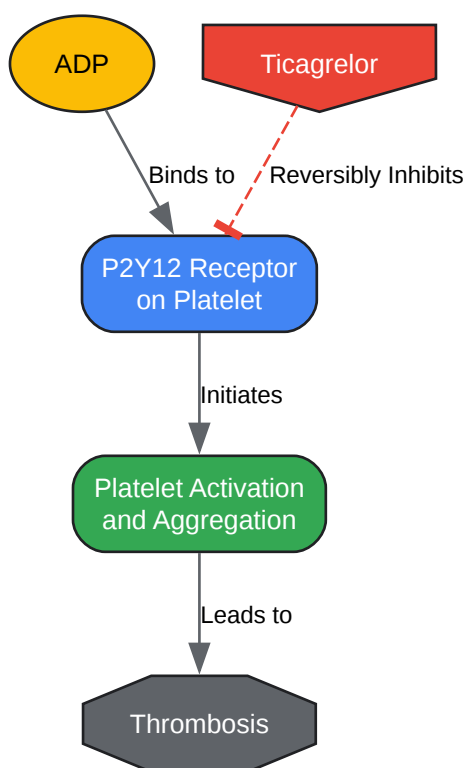 ADP
Ticagrelor
Binds to
Reversibly Inhibits
P2Y12 Receptor
on Platelet
Initiates
Platelet Activation
and Aggregation
Leads to
Thrombosis